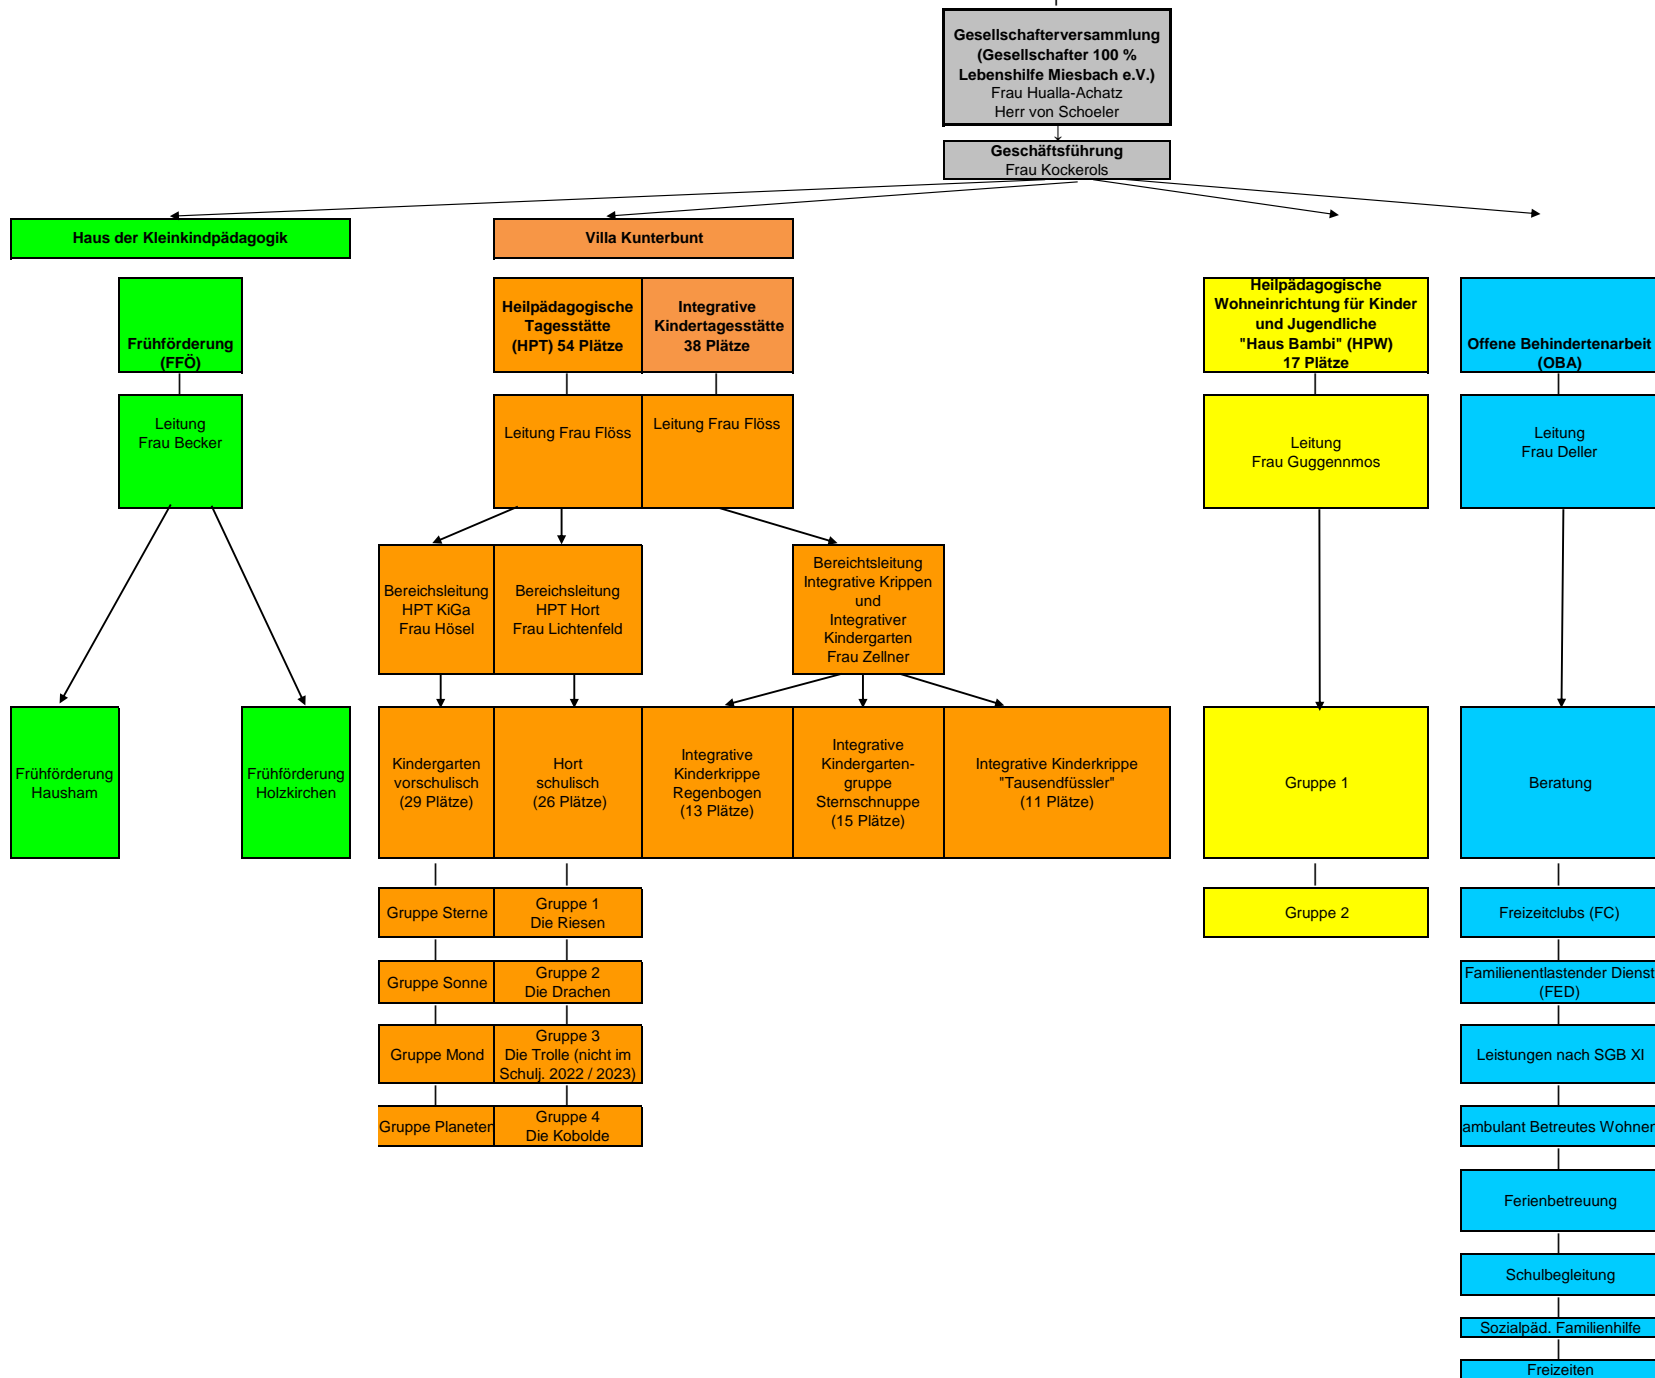 Gesellschafterversammlung
(Gesellschafter 100 %
Lebenshilfe Miesbach e.V.)
Frau Hualla-Achatz
Herr von Schoeler
Geschäftsführung
Frau Kockerols
Haus der Kleinkindpädagogik
Villa Kunterbunt
Frühförderung
(FFÖ)
Heilpädagogische
Tagesstätte
(HPT) 54 Plätze
Integrative
Kindertagesstätte
38 Plätze
Heilpädagogische
Wohneinrichtung für Kinder
und Jugendliche
"Haus Bambi" (HPW)
17 Plätze
Offene Behindertenarbeit
(OBA)
Leitung
Frau Becker
Leitung Frau Flöss
Leitung Frau Flöss
Leitung
Frau Guggennmos
Leitung
Frau Deller
Bereichsleitung
HPT KiGa
Frau Hösel
Bereichsleitung
HPT Hort
Frau Lichtenfeld
Bereichtsleitung
Integrative Krippen
und
Integrativer
Kindergarten
Frau Zellner
Frühförderung
Hausham
Frühförderung
Holzkirchen
Kindergarten
vorschulisch
(29 Plätze)
Hort
schulisch
(26 Plätze)
Integrative
Kinderkrippe
Regenbogen
(13 Plätze)
Integrative
Kindergarten-
gruppe
Sternschnuppe
(15 Plätze)
Integrative Kinderkrippe
"Tausendfüssler"
(11 Plätze)
Gruppe 1
Beratung
Gruppe Sterne
Gruppe 1
Die Riesen
Gruppe 2
Freizeitclubs (FC)
Gruppe Sonne
Gruppe 2
Die Drachen
Familienentlastender Dienst
(FED)
Gruppe Mond
Gruppe 3
Die Trolle (nicht im
Schulj. 2022 / 2023)
Leistungen nach SGB XI
Gruppe Planeten
Gruppe 4
Die Kobolde
ambulant Betreutes Wohnen
Ferienbetreuung
Schulbegleitung
Sozialpäd. Familienhilfe
Freizeiten